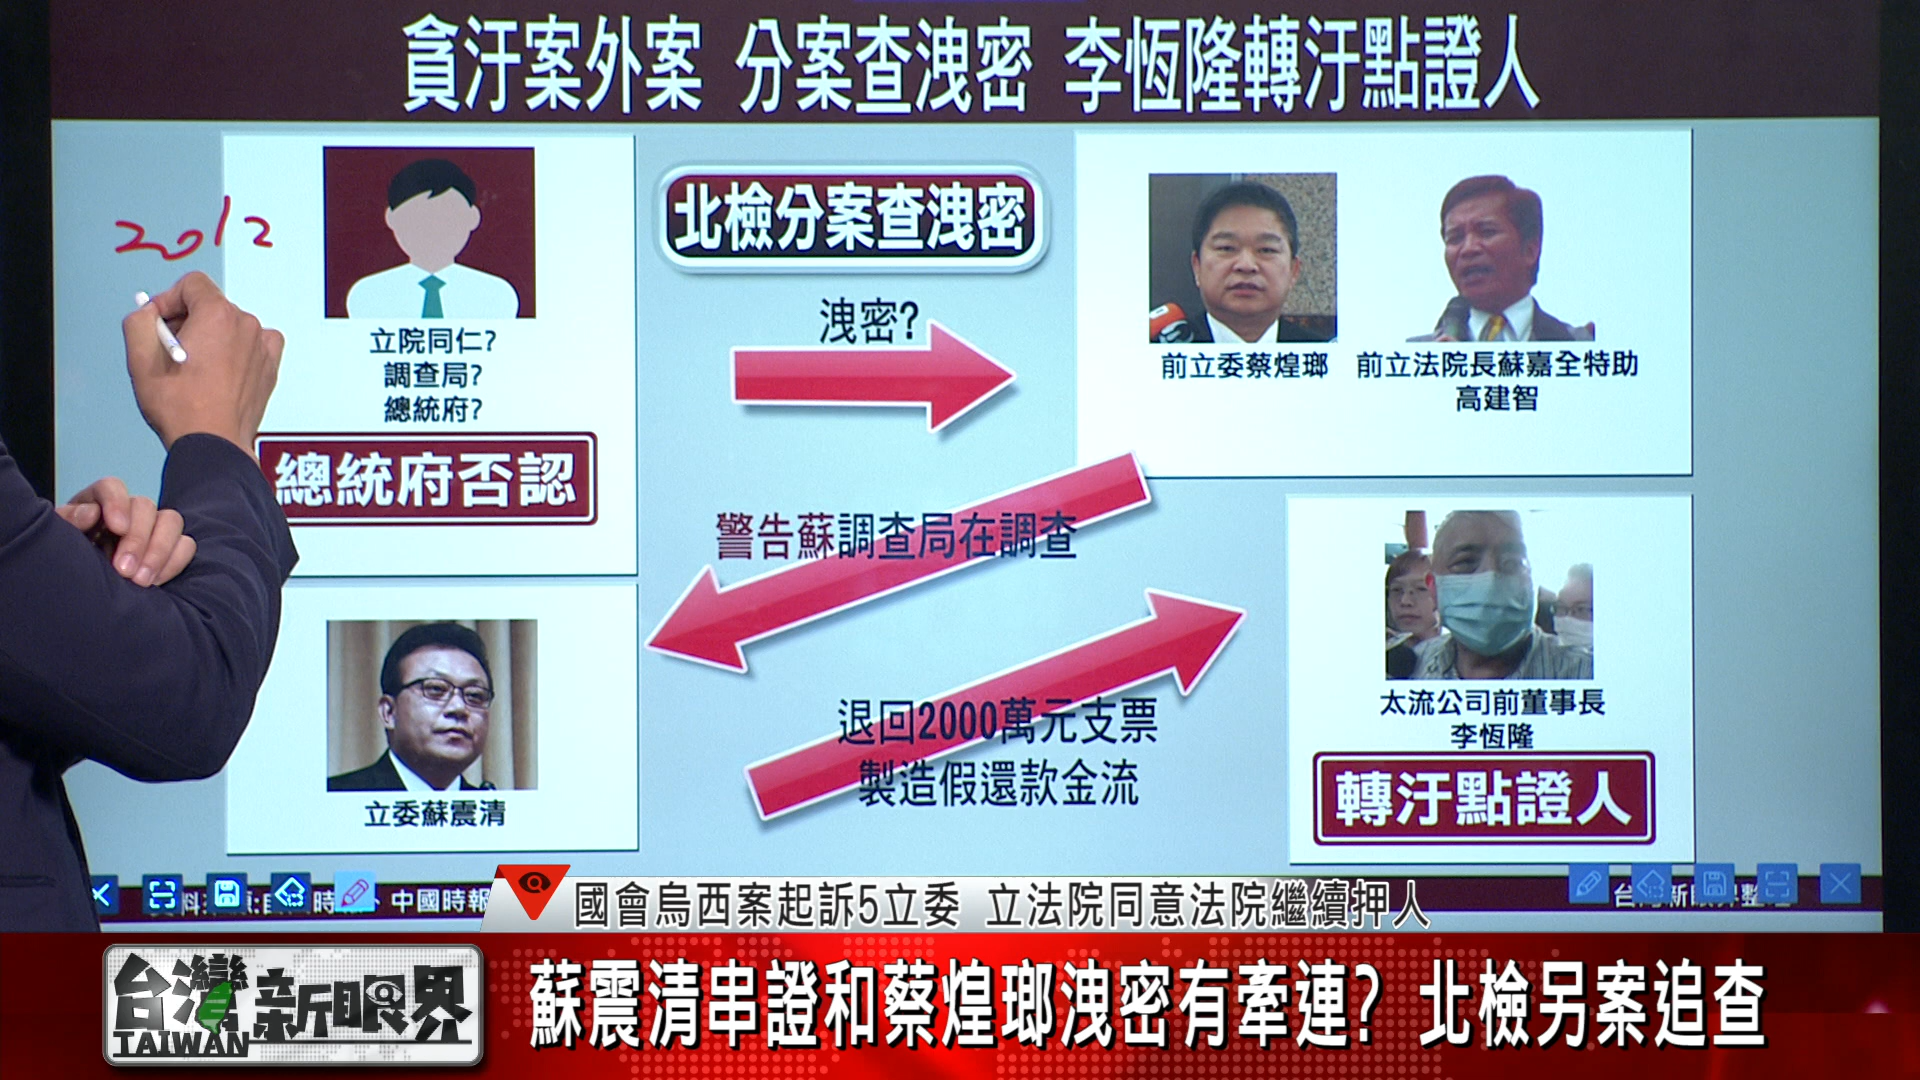 貪汙案外案 分案查洩密 李恆隆轉汙點證人
2012
立院同仁?
調查局?
總統府?
總統府否認
北檢分案查洩密
洩密?
前立委蔡煌瑯
前立法院長蘇嘉全特助
高建智
警告蘇調查局在調查
立委蘇震清
退回2000萬元支票
製造假還款金流
太流公司前董事長
李恆隆
轉汙點證人
中國時報
國會烏西案起訴5立委 立法院同意法院繼續押人
台灣新眼界
TAIWAN
蘇震清串證和蔡煌瑯洩密有牽連? 北檢另案追查